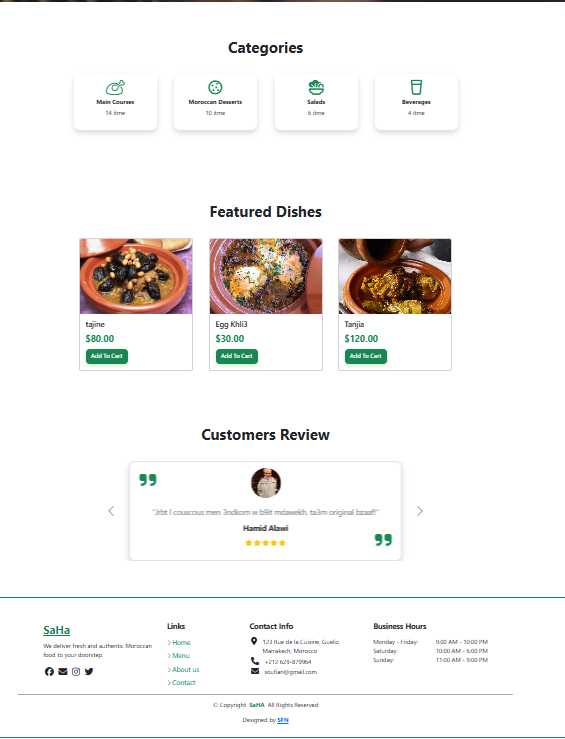 Categories
Main Courses
14 itme
Moroccan Desserts
10 itme
Salads
6 itme
Beverages
4 itme
Featured Dishes
tajine
$80.00
Add To Cart
Egg Khli3
$30.00
Add To Cart
Tanjia
$120.00
Add To Cart
Customers Review
"Jrbt l couscous men 3ndkom w b9it mdawekh. ta3m original bzaaf!"
Hamid Alawi
SaHa
We deliver fresh and authentic Moroccan
food to your doorstep.
Links
Home
Menu
About us
Contact
Contact Info
123 Rue de la Cuisine, Gueliz,
Marrakech, Morocco
+212 629-879964
soufian@gmail.com
Business Hours
Monday - Friday: 9:00 AM - 10:00 PM
Saturday: 10:00 AM - 6:00 PM
Sunday: 11:00 AM - 9:00 PM
© Copyright SaHA All Rights Reserved
Designed by SFN